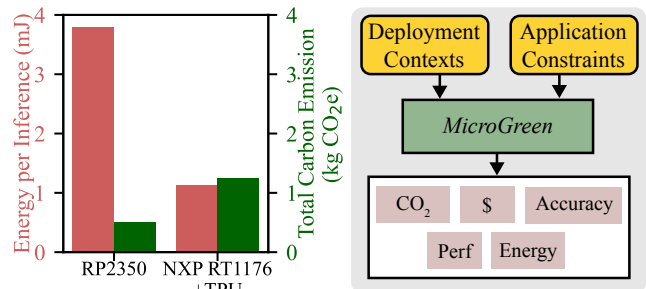 Energy per Inference (mJ)
4
3
2
1
0
4
3
2
1
0
Total Carbon Emission
(kg CO₂e)
RP2350
NXP RT1176
+TPU
Deployment
Contexts
Application
Constraints
MicroGreen
CO₂
$
Accuracy
Perf
Energy